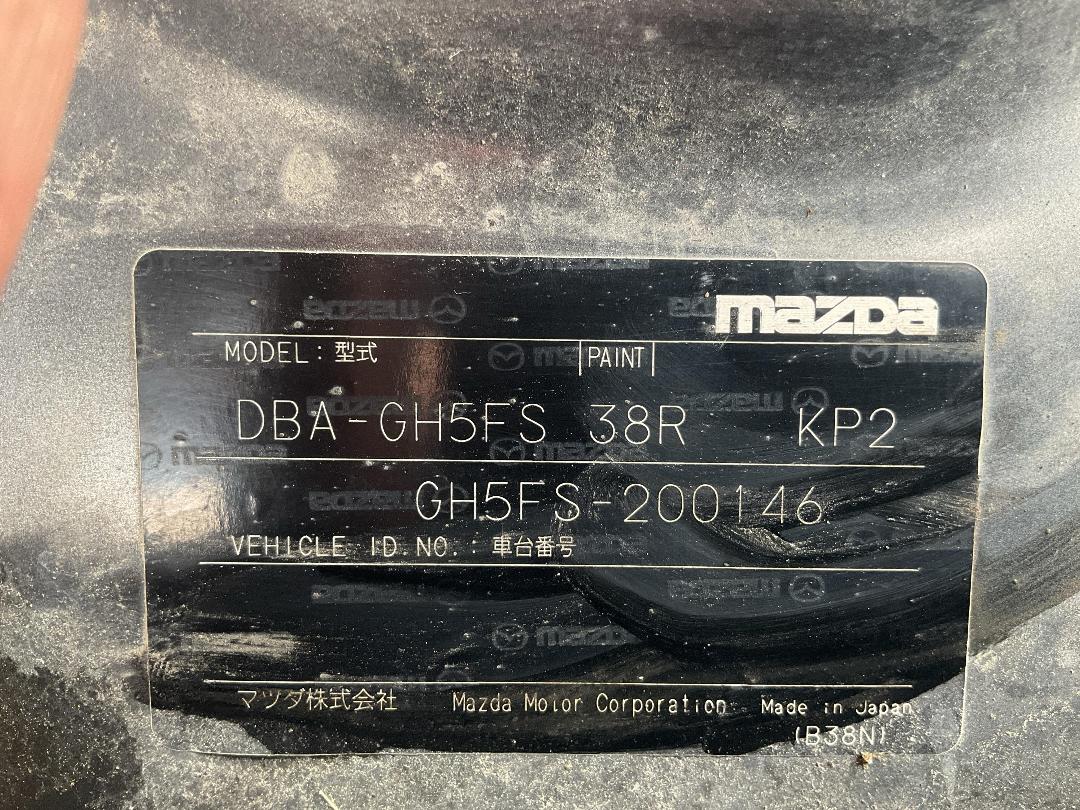 mazda
MODEL: 型式 PAINT
DBA-GH5FS 38R KP2
GH5FS-200146
VEHICLE ID NO.: 車台番号
マツダ株式会社 Mazda Motor Corporation Made in Japan
(B38N)